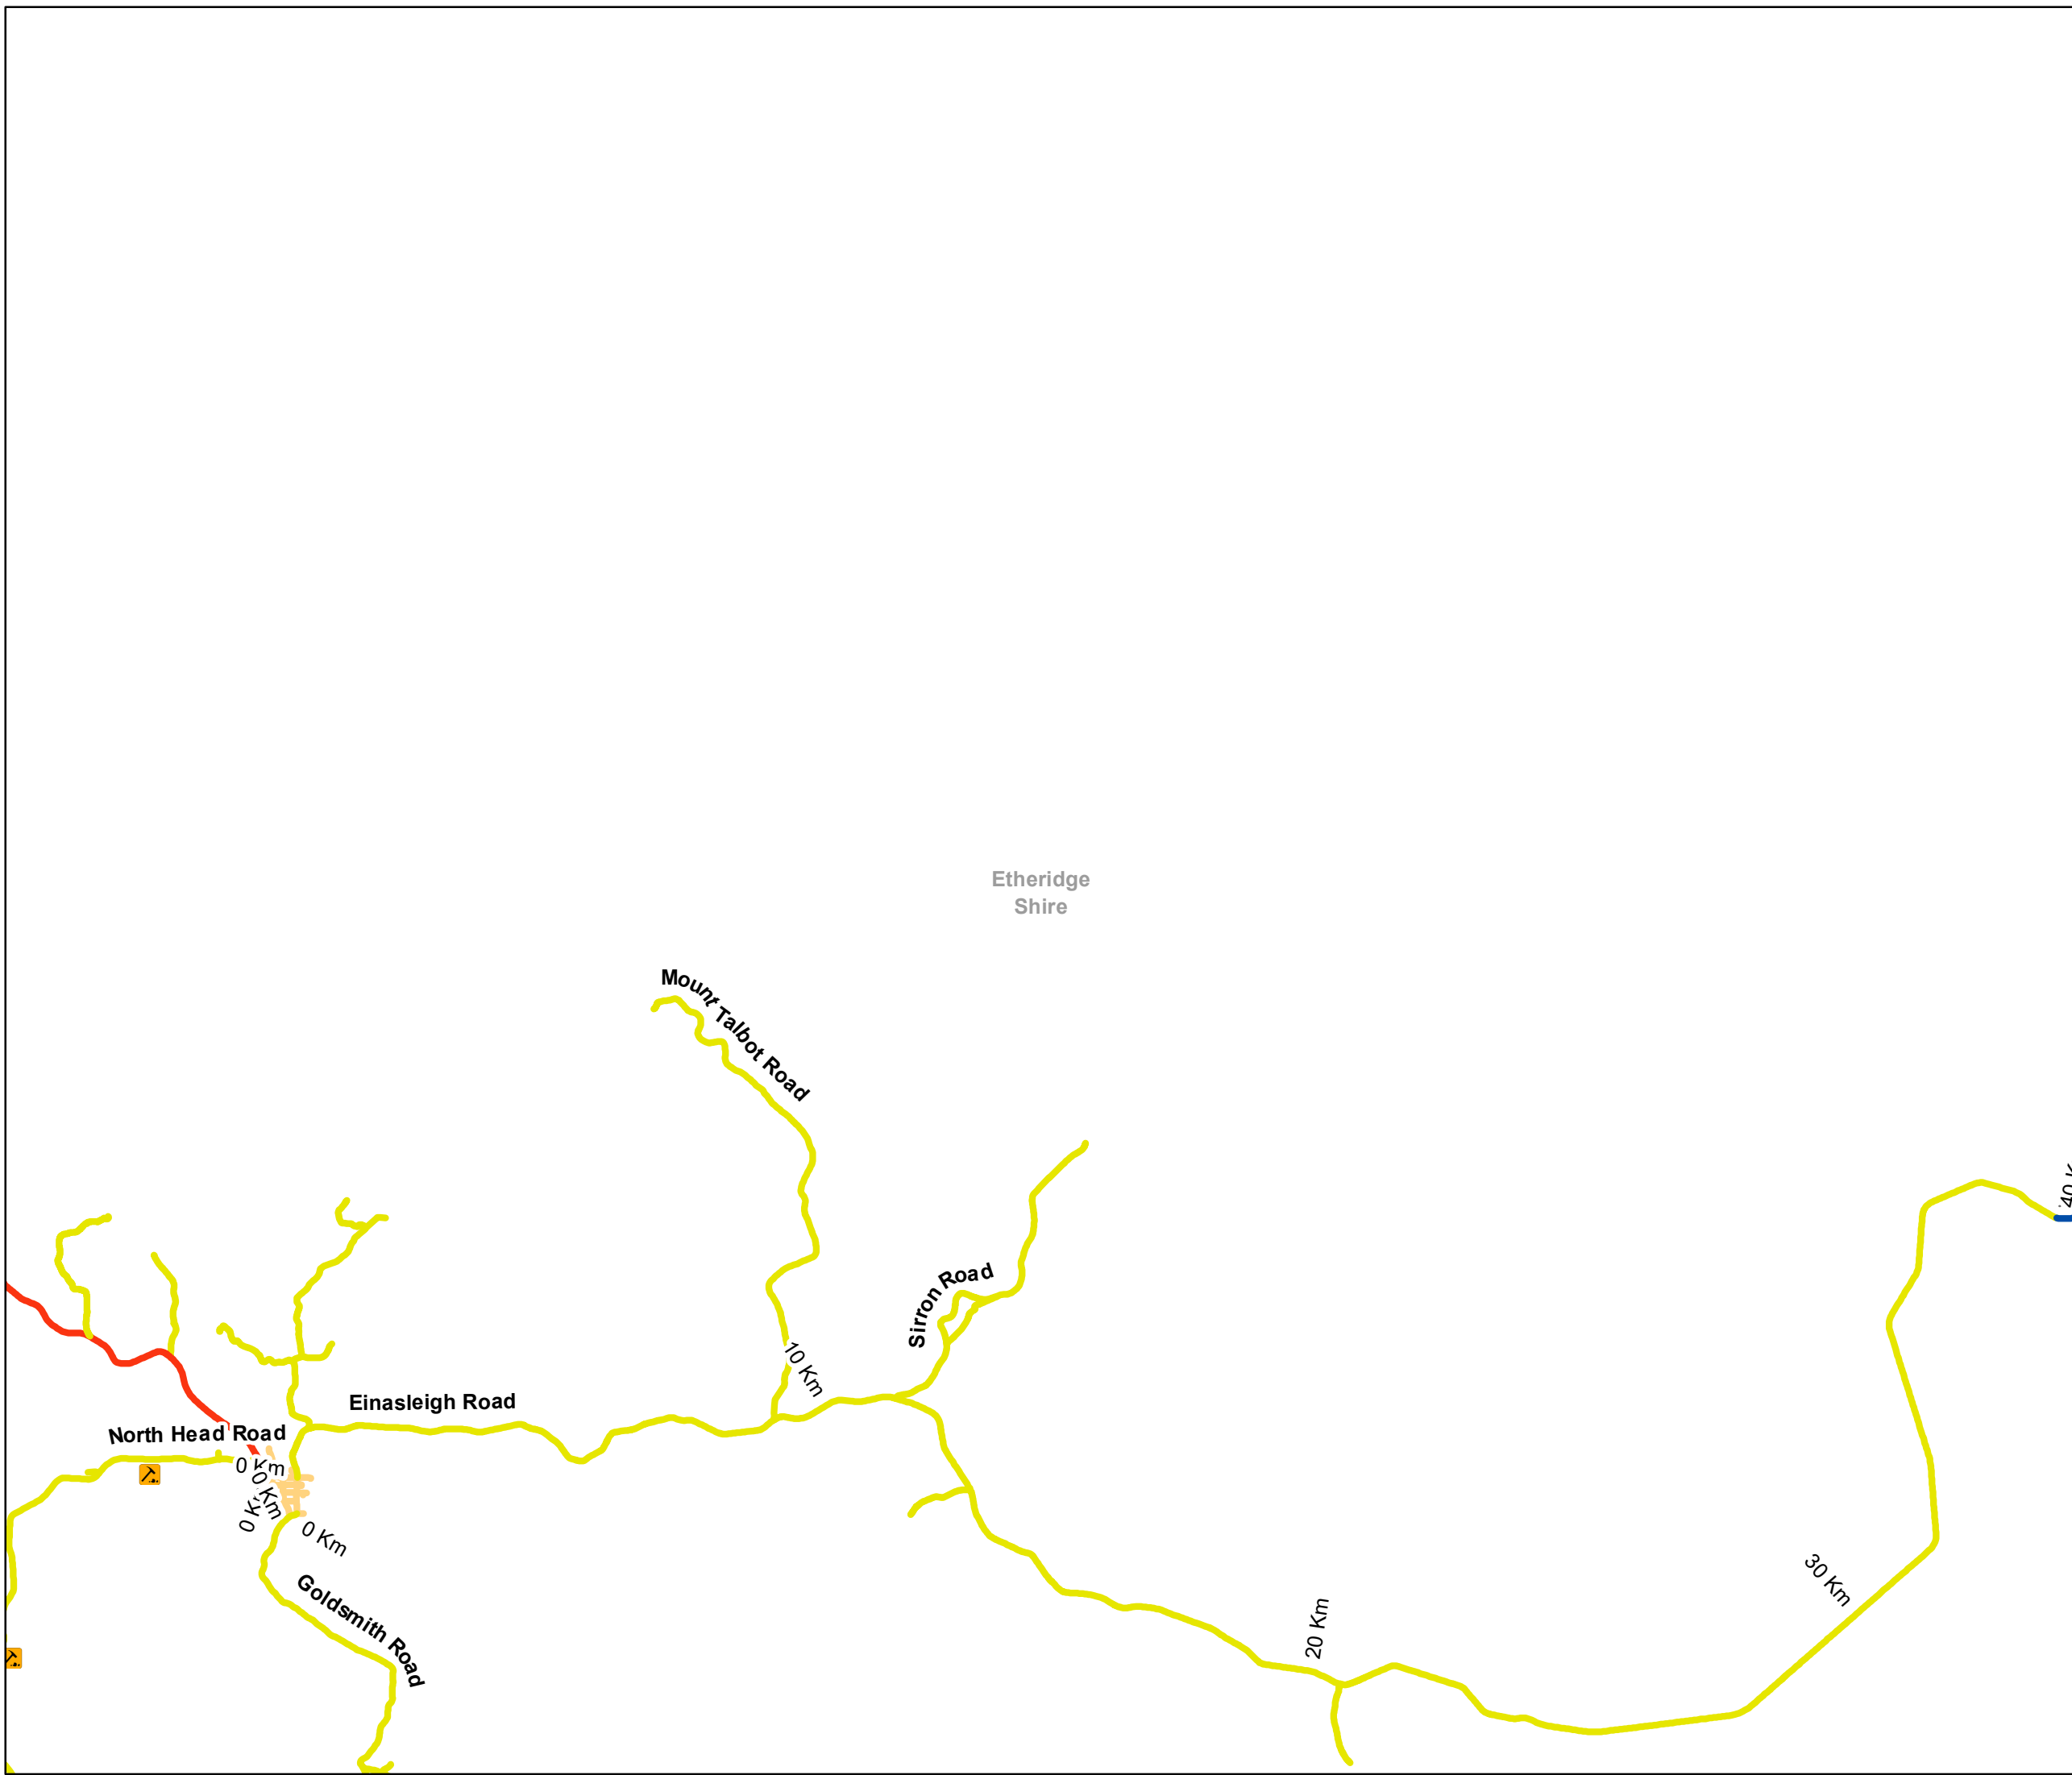 Etheridge
Shire
Mount Talbot Road
40 K
Sirron Road
10 Km
Einasleigh Road
North Head Road
0 Km
0 Km
0 K
0 Km
30 Km
Goldsmith Road
20 Km